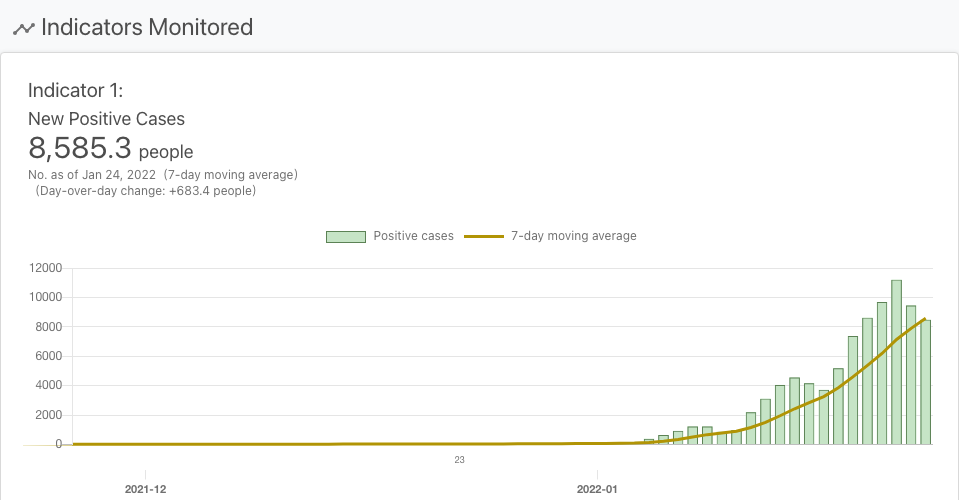 Indicators Monitored
Indicator 1:
New Positive Cases
8,585.3 people
No. as of Jan 24, 2022 (7-day moving average)
(Day-over-day change: +683.4 people)
Positive cases 7-day moving average
12000
10000
8000
6000
4000
2000
0
23
2021-12 2022-01